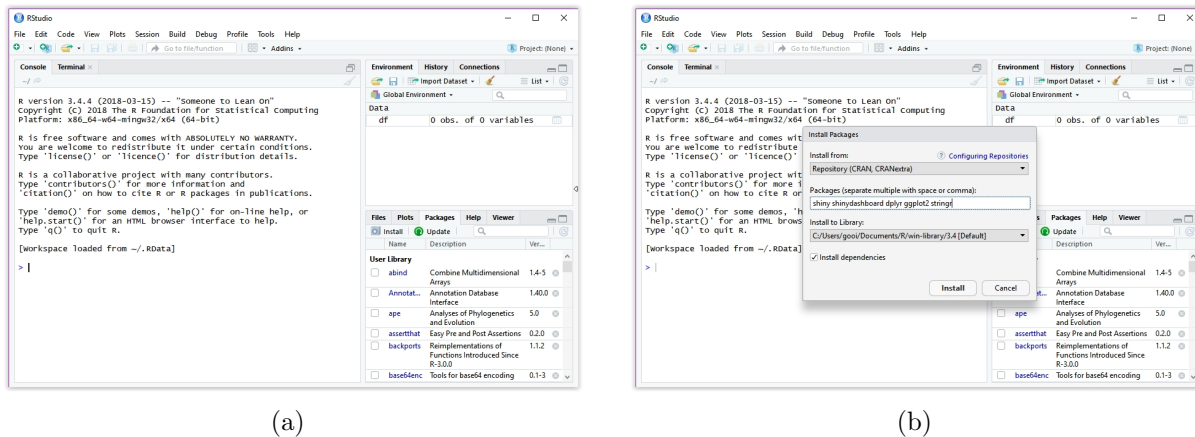 RStudio
File Edit Code View Plots Session Build Debug Profile Tools Help
Go to file/function Addins Project: (None)
Console Terminal
~/
R version 3.4.4 (2018-03-15) -- "Someone to Lean On"
Copyright (C) 2018 The R Foundation for Statistical Computing
Platform: x86_64-w64-mingw32/x64 (64-bit)
R is free software and comes with ABSOLUTELY NO WARRANTY.
You are welcome to redistribute it under certain conditions.
Type 'license()' or 'licence()' for distribution details.
R is a collaborative project with many contributors.
Type 'contributors()' for more information and
'citation()' on how to cite R or R packages in publications.
Type 'demo()' for some demos, 'help()' for on-line help, or
'help.start()' for an HTML browser interface to help.
Type 'q()' to quit R.
[Workspace loaded from ~/.RData]
>
Environment History Connections
Import Dataset List
Global Environment
Data
df 0 obs. of 0 variables
Files Plots Packages Help Viewer
Install Update
Name Description Ver...
User Library
abind Combine Multidimensional 1.4-5
Arrays
Annotat... Annotation Database 1.40.0
Interface
ape Analyses of Phylogenetics 5.0
and Evolution
assertthat Easy Pre and Post Assertions 0.2.0
backports Reimplementations of 1.1.2
Functions Introduced Since
R-3.0.0
base64enc Tools for base64 encoding 0.1-3
(a)
RStudio
File Edit Code View Plots Session Build Debug Profile Tools Help
Go to file/function Addins Project: (None)
Console Terminal
~/
R version 3.4.4 (2018-03-15) -- "Someone to Lean On"
Copyright (C) 2018 The R Foundation for Statistical Computing
Platform: x86_64-w64-mingw32/x64 (64-bit)
R is free software and comes wit
You are welcome to redistribute
Type 'license()' or 'licence()'
R is a collaborative project wit
Type 'contributors()' for more i
'citation()' on how to cite R or
Type 'demo()' for some demos, 'h
'help.start()' for an HTML brows
Type 'q()' to quit R.
[Workspace loaded from ~/.RData]
>
Install Packages
Install from: Configuring Repositories
Repository (CRAN, CRANextra)
Packages (separate multiple with space or comma):
shiny shinydashboard dplyr ggplot2 stringr
Install to Library:
C:/Users/gooi/Documents/R/win-library/3.4 [Default]
Install dependencies
Install Cancel
Environment History Connections
Import Dataset List
Global Environment
Data
df 0 obs. of 0 variables
s Packages Help Viewer
Update
Description Ver...
Combine Multidimensional 1.4-5
Arrays
at... Annotation Database 1.40.0
Interface
ape Analyses of Phylogenetics 5.0
and Evolution
assertthat Easy Pre and Post Assertions 0.2.0
backports Reimplementations of 1.1.2
Functions Introduced Since
R-3.0.0
base64enc Tools for base64 encoding 0.1-3
(b)